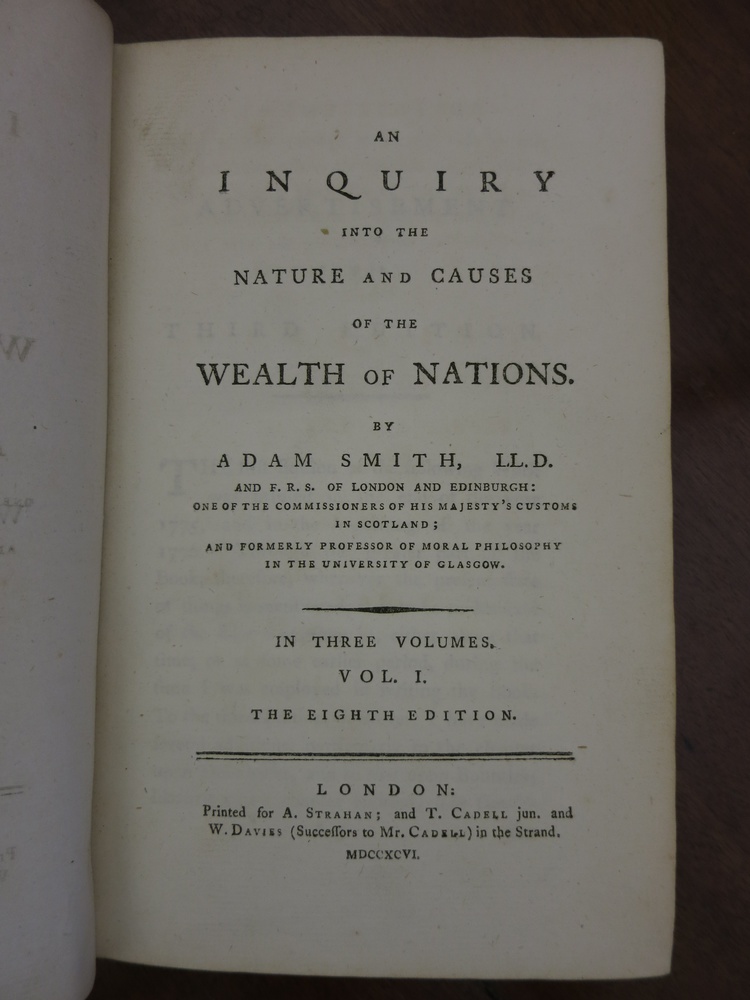 AN
INQUIRY
INTO THE
NATURE AND CAUSES
OF THE
WEALTH OF NATIONS.
BY
ADAM SMITH, LL.D.
AND F. R. S. OF LONDON AND EDINBURGH:
ONE OF THE COMMISSIONERS OF HIS MAJESTY'S CUSTOMS
IN SCOTLAND;
AND FORMERLY PROFESSOR OF MORAL PHILOSOPHY
IN THE UNIVERSITY OF GLASGOW.
IN THREE VOLUMES.
VOL. I.
THE EIGHTH EDITION.
LONDON:
Printed for A. STRAHAN; and T. CADELL jun. and
W. DAVIES (Succeſſors to Mr. CADELL) in the Strand.
MDCCXCVI.